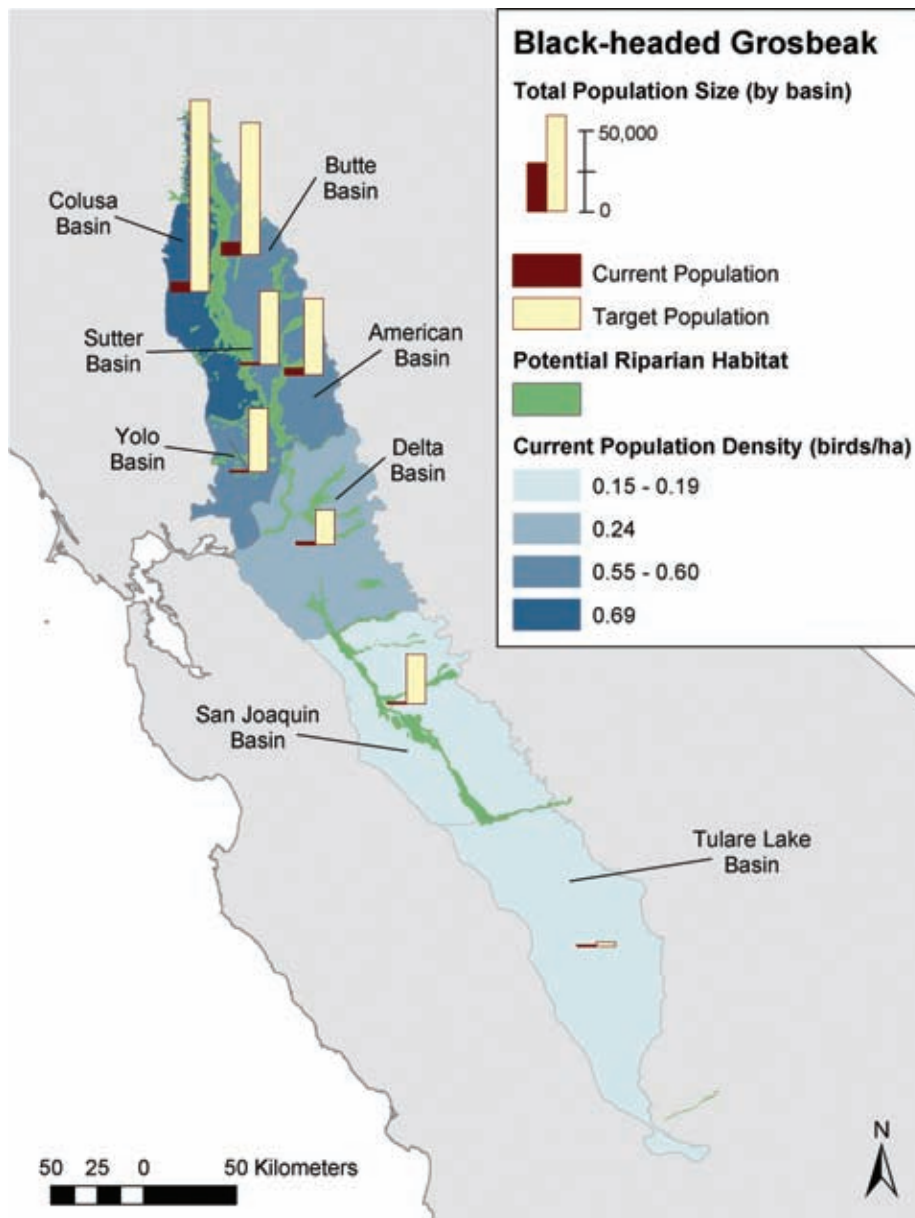 Black-headed Grosbeak
Total Population Size (by basin)
50,000
0
Current Population
Target Population
Potential Riparian Habitat
Current Population Density (birds/ha)
0.15 - 0.19
0.24
0.55 - 0.60
0.69
Butte
Basin
Colusa
Basin
Sutter
Basin
American
Basin
Yolo
Basin
Delta
Basin
San Joaquin
Basin
Tulare Lake
Basin
50 25 0 50 Kilometers
N